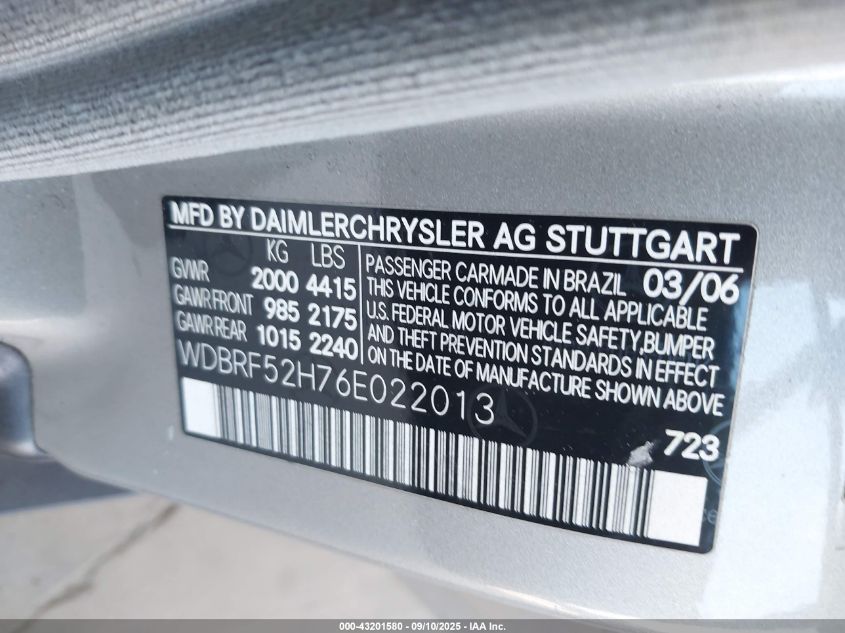 MFD BY DAIMLERCHRYSLER AG STUTTGART
KG LBS
GVWR 2000 4415
GAWR FRONT 985 2175
GAWR REAR 1015 2240
PASSENGER CARMADE IN BRAZIL 03/06
THIS VEHICLE CONFORMS TO ALL APPLICABLE
U.S. FEDERAL MOTOR VEHICLE SAFETY,BUMPER
AND THEFT PREVENTION STANDARDS IN EFFECT
ON THE DATE OF MANUFACTURE SHOWN ABOVE
WDBRF52H76E022013
723
000-43201580 - 09/10/2025 - IAA Inc.